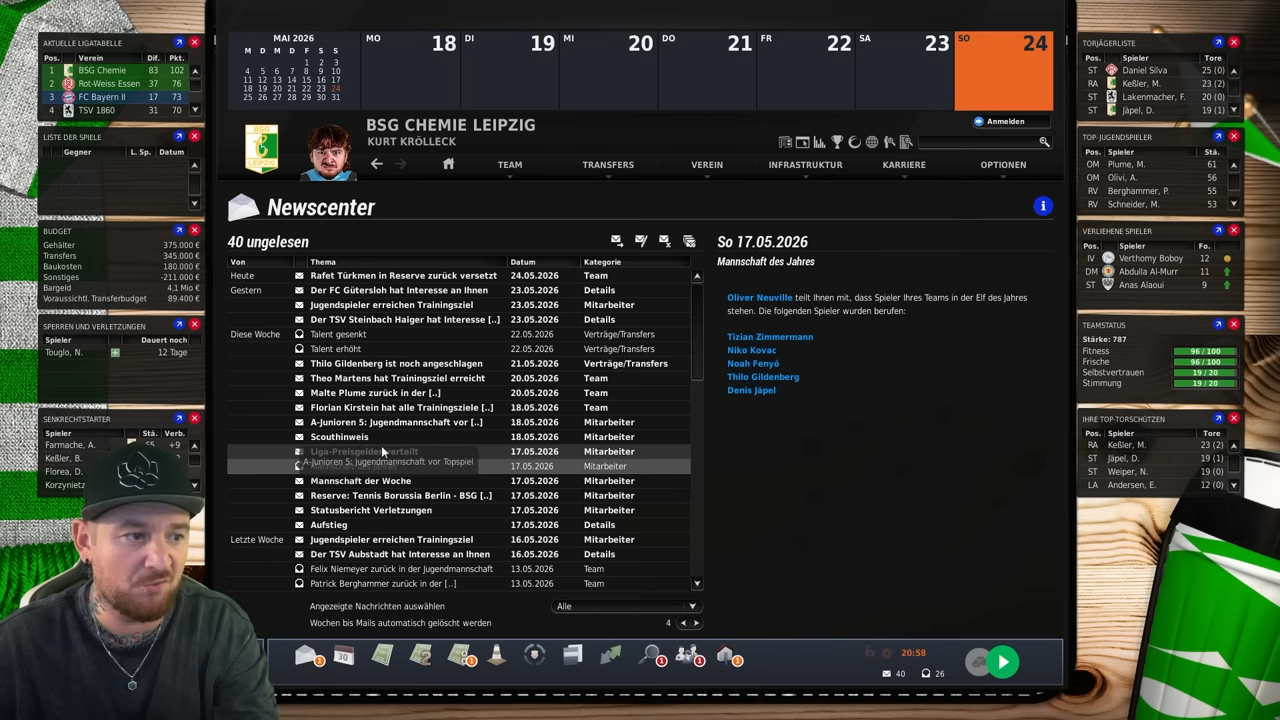 AKTUELLE LIGATABELLE
Pos. Verein Dif. Pkt.
1 BSG Chemie 83 102
2 Rot-Weiss Essen 37 76
3 FC Bayern II 17 73
4 TSV 1860 31 70
LISTE DER SPIELE
Gegner L. Sp. Datum
BUDGET
Gehälter 375.000 €
Transfers 345.000 €
Baukosten 180.000 €
Sonstiges -211.000 €
Bargeld 4,1 Mio €
Voraussichtl. Transferbudget 89.400 €
SPERREN UND VERLETZUNGEN
Spieler Dauert noch
Touglo, N. 12 Tage
SENKRECHTSTARTER
Spieler Stä. Verb.
Farmache, A. 65 +9
Keßler, B.
Florea, D.
Korzynietz
MAI 2026
M D M D F S S
1 2 3
4 5 6 7 8 9 10
11 12 13 14 15 16 17
18 19 20 21 22 23 24
25 26 27 28 29 30 31
MO 18
DI 19
MI 20
DO 21
FR 22
SA 23
SO 24
BSG CHEMIE LEIPZIG
KURT KRÖLLECK
Anmelden
BSG
LEIPZIG
TEAM TRANSFERS VEREIN INFRASTRUKTUR KARRIERE OPTIONEN
Newscenter
40 ungelesen
Von Thema Datum Kategorie
Heute Rafet Türkmen in Reserve zurück versetzt 24.05.2026 Team
Gestern Der FC Gütersloh hat Interesse an Ihnen 23.05.2026 Details
Jugendspieler erreichen Trainingsziel 23.05.2026 Mitarbeiter
Der TSV Steinbach Haiger hat Interesse [..] 23.05.2026 Details
Diese Woche Talent gesenkt 22.05.2026 Verträge/Transfers
Talent erhöht 22.05.2026 Verträge/Transfers
Thilo Gildenberg ist noch angeschlagen 21.05.2026 Verträge/Transfers
Theo Martens hat Trainingsziel erreicht 20.05.2026 Team
Malte Plume zurück in der [..] 20.05.2026 Team
Florian Kirstein hat alle Trainingsziele [..] 18.05.2026 Team
A-Junioren 5: Jugendmannschaft vor [..] 18.05.2026 Mitarbeiter
Scouthinweis 18.05.2026 Mitarbeiter
Liga-Preisgelder verteilt 17.05.2026 Mitarbeiter
A-Junioren 5: Jugendmannschaft vor Topspiel
17.05.2026 Mitarbeiter
Mannschaft der Woche 17.05.2026 Mitarbeiter
Reserve: Tennis Borussia Berlin - BSG [..] 17.05.2026 Mitarbeiter
Statusbericht Verletzungen 17.05.2026 Mitarbeiter
Aufstieg 17.05.2026 Details
Letzte Woche Jugendspieler erreichen Trainingsziel 16.05.2026 Mitarbeiter
Der TSV Aubstadt hat Interesse an Ihnen 16.05.2026 Details
Felix Niemeyer zurück in der Jugendmannschaft 13.05.2026 Team
Patrick Berghammer zurück in der [..] 13.05.2026 Team
Angezeigte Nachrichten auswählen Alle
Wochen bis Mails automatisch gelöscht werden 4
So 17.05.2026
Mannschaft des Jahres
Oliver Neuville teilt Ihnen mit, dass Spieler Ihres Teams in der Elf des Jahres
stehen. Die folgenden Spieler wurden berufen:
Tizian Zimmermann
Niko Kovac
Noah Fenyő
Thilo Gildenberg
Denis Jäpel
30
1
1
1
1
1
20:58
40 26
TORJÄGERLISTE
Pos. Spieler Tore
ST Daniel Silva 25 (0)
RA Keßler, M. 23 (2)
ST Lakenmacher, F. 20 (0)
ST Jäpel, D. 19 (1)
TOP-JUGENDSPIELER
Pos. Spieler Stä.
OM Plume, M. 61
OM Olivi, A. 56
RV Berghammer, P. 55
RV Schneider, M. 53
VERLIEHENE SPIELER
Pos. Spieler Fo.
IV Verthomy Boboy 12
DM Abdulla Al-Murr 11
ST Anas Alaoui 9
TEAMSTATUS
Stärke: 787
Fitness 96 / 100
Frische 96 / 100
Selbstvertrauen 19 / 20
Stimmung 19 / 20
IHRE TOP-TORSCHÜTZEN
Pos. Spieler Tore
RA Keßler, M. 23 (2)
ST Jäpel, D. 19 (1)
ST Weiper, N. 19 (0)
LA Andersen, E. 12 (0)